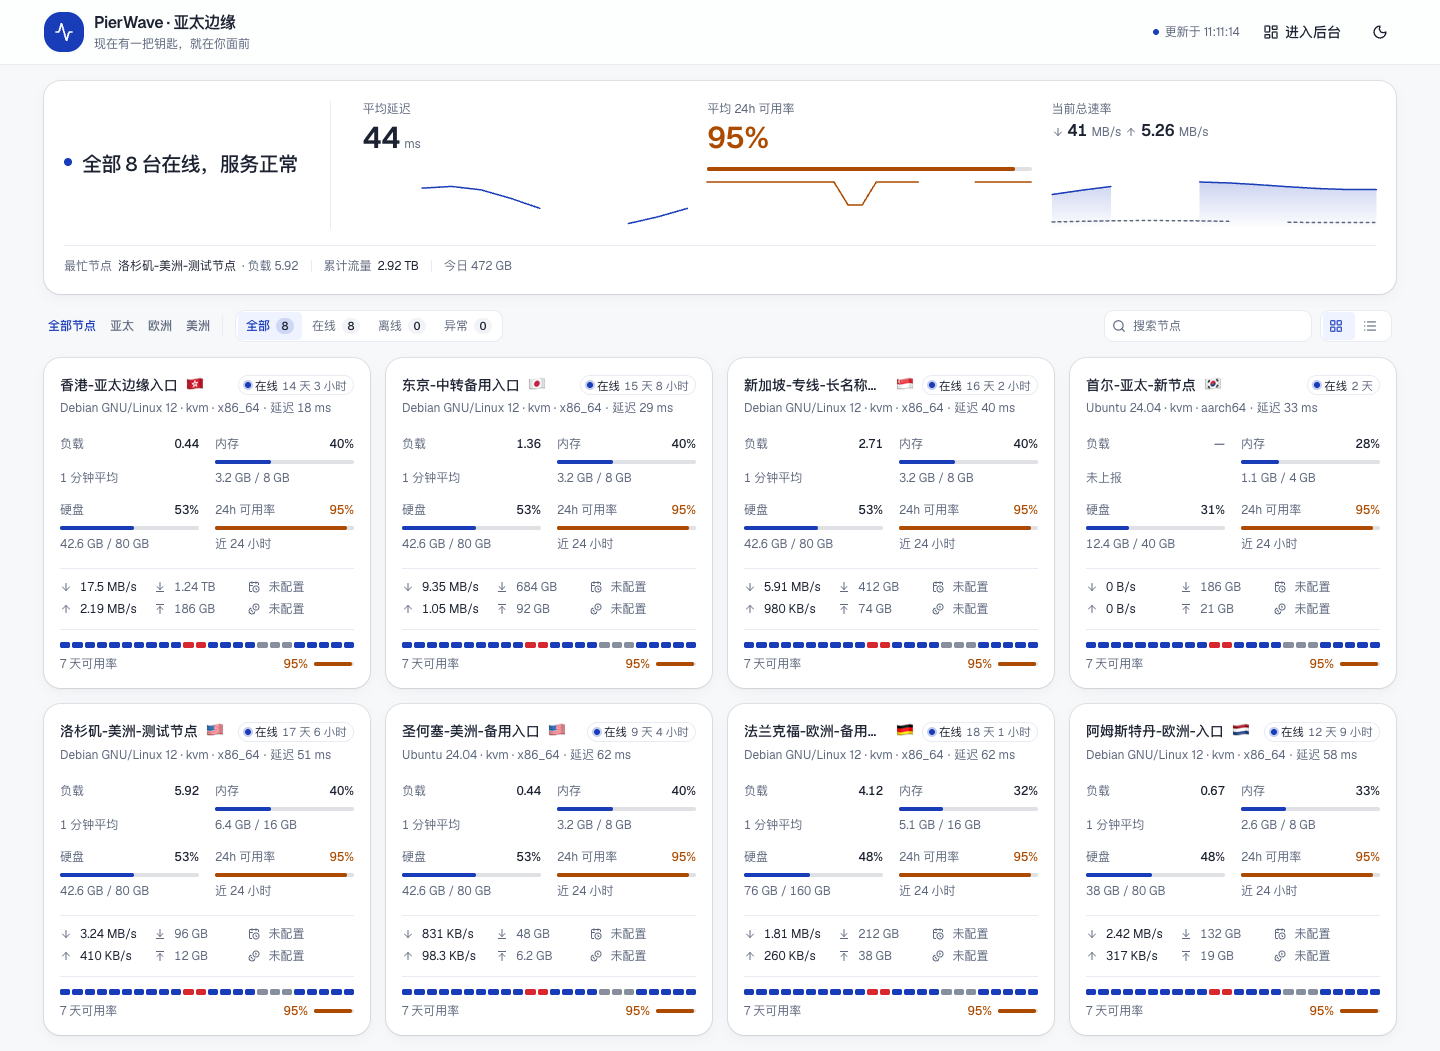 PierWave · 亚太边缘
现在有一把钥匙，就在你面前
更新于 11:11:14
进入后台
全部 8 台在线，服务正常
平均延迟
44 ms
平均 24h 可用率
95%
当前总速率
↓ 41 MB/s ↑ 5.26 MB/s
最忙节点 洛杉矶-美洲-测试节点 · 负载 5.92
累计流量 2.92 TB
今日 472 GB
全部节点 亚太 欧洲 美洲
全部 8 在线 8 离线 0 异常 0
搜索节点
香港-亚太边缘入口
在线 14 天 3 小时
Debian GNU/Linux 12 · kvm · x86_64 · 延迟 18 ms
负载 0.44 内存 40%
1 分钟平均 3.2 GB / 8 GB
硬盘 53% 24h 可用率 95%
42.6 GB / 80 GB 近 24 小时
↓ 17.5 MB/s 1.24 TB 未配置
↑ 2.19 MB/s 186 GB 未配置
7 天可用率 95%
东京-中转备用入口
在线 15 天 8 小时
Debian GNU/Linux 12 · kvm · x86_64 · 延迟 29 ms
负载 1.36 内存 40%
1 分钟平均 3.2 GB / 8 GB
硬盘 53% 24h 可用率 95%
42.6 GB / 80 GB 近 24 小时
↓ 9.35 MB/s 684 GB 未配置
↑ 1.05 MB/s 92 GB 未配置
7 天可用率 95%
新加坡-专线-长名称...
在线 16 天 2 小时
Debian GNU/Linux 12 · kvm · x86_64 · 延迟 40 ms
负载 2.71 内存 40%
1 分钟平均 3.2 GB / 8 GB
硬盘 53% 24h 可用率 95%
42.6 GB / 80 GB 近 24 小时
↓ 5.91 MB/s 412 GB 未配置
↑ 980 KB/s 74 GB 未配置
7 天可用率 95%
首尔-亚太-新节点
在线 2 天
Ubuntu 24.04 · kvm · aarch64 · 延迟 33 ms
负载 — 内存 28%
未上报 1.1 GB / 4 GB
硬盘 31% 24h 可用率 95%
12.4 GB / 40 GB 近 24 小时
↓ 0 B/s 186 GB 未配置
↑ 0 B/s 21 GB 未配置
7 天可用率 95%
洛杉矶-美洲-测试节点
在线 17 天 6 小时
Debian GNU/Linux 12 · kvm · x86_64 · 延迟 51 ms
负载 5.92 内存 40%
1 分钟平均 6.4 GB / 16 GB
硬盘 53% 24h 可用率 95%
42.6 GB / 80 GB 近 24 小时
↓ 3.24 MB/s 96 GB 未配置
↑ 410 KB/s 12 GB 未配置
7 天可用率 95%
圣何塞-美洲-备用入口
在线 9 天 4 小时
Ubuntu 24.04 · kvm · x86_64 · 延迟 62 ms
负载 0.44 内存 40%
1 分钟平均 3.2 GB / 8 GB
硬盘 53% 24h 可用率 95%
42.6 GB / 80 GB 近 24 小时
↓ 831 KB/s 48 GB 未配置
↑ 98.3 KB/s 6.2 GB 未配置
7 天可用率 95%
法兰克福-欧洲-备用...
在线 18 天 1 小时
Debian GNU/Linux 12 · kvm · x86_64 · 延迟 62 ms
负载 4.12 内存 32%
1 分钟平均 5.1 GB / 16 GB
硬盘 48% 24h 可用率 95%
76 GB / 160 GB 近 24 小时
↓ 1.81 MB/s 212 GB 未配置
↑ 260 KB/s 38 GB 未配置
7 天可用率 95%
阿姆斯特丹-欧洲-入口
在线 12 天 9 小时
Debian GNU/Linux 12 · kvm · x86_64 · 延迟 58 ms
负载 0.67 内存 33%
1 分钟平均 2.6 GB / 8 GB
硬盘 48% 24h 可用率 95%
38 GB / 80 GB 近 24 小时
↓ 2.42 MB/s 132 GB 未配置
↑ 317 KB/s 19 GB 未配置
7 天可用率 95%